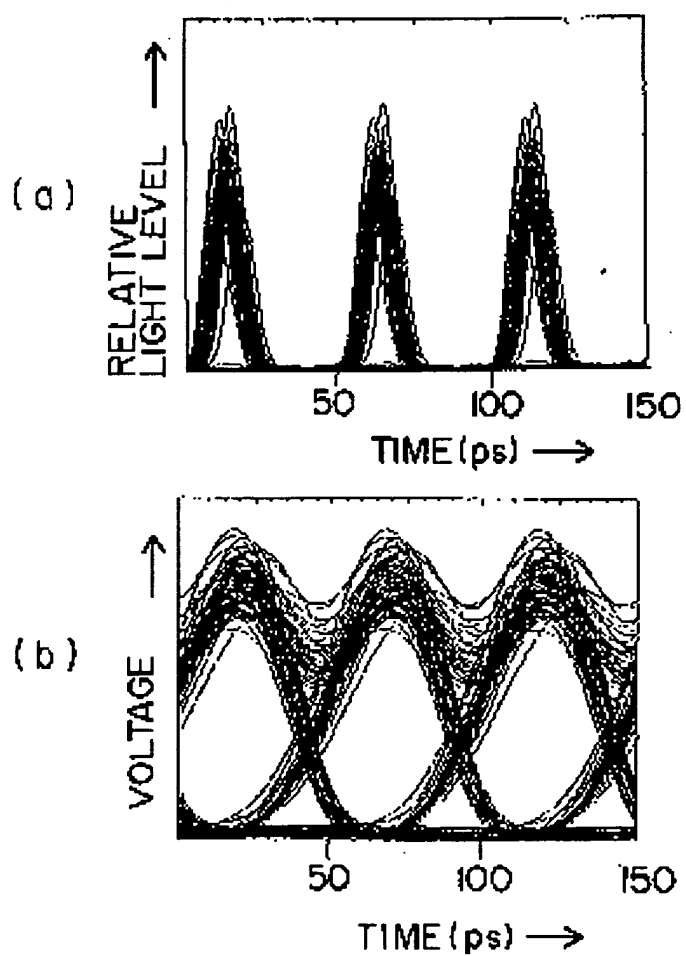 (a)
RELATIVE
LIGHT LEVEL
50 100 150
TIME(ps)
(b)
VOLTAGE
50 100 150
TIME(ps)